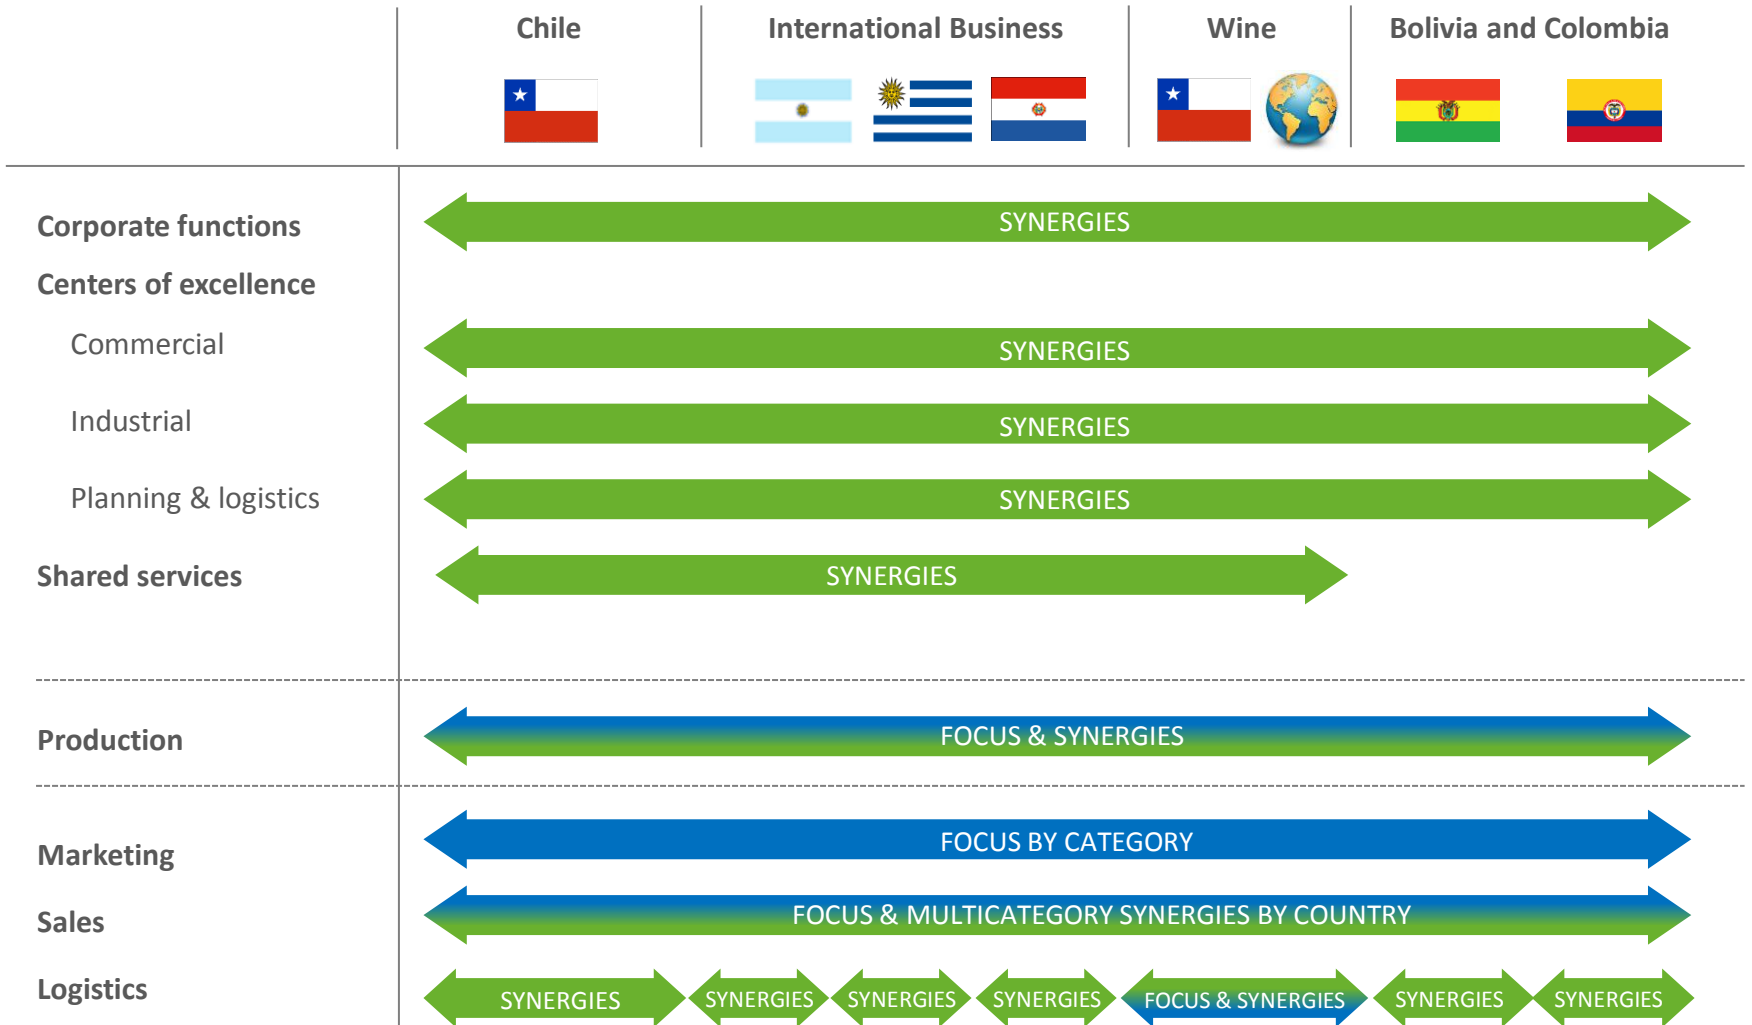 Chile
International Business
Wine
Bolivia and Colombia
Corporate functions
SYNERGIES
Centers of excellence
Commercial
SYNERGIES
Industrial
SYNERGIES
Planning & logistics
SYNERGIES
Shared services
SYNERGIES
Production
FOCUS & SYNERGIES
Marketing
FOCUS BY CATEGORY
Sales
FOCUS & MULTICATEGORY SYNERGIES BY COUNTRY
Logistics
SYNERGIES
SYNERGIES
SYNERGIES
SYNERGIES
FOCUS & SYNERGIES
SYNERGIES
SYNERGIES